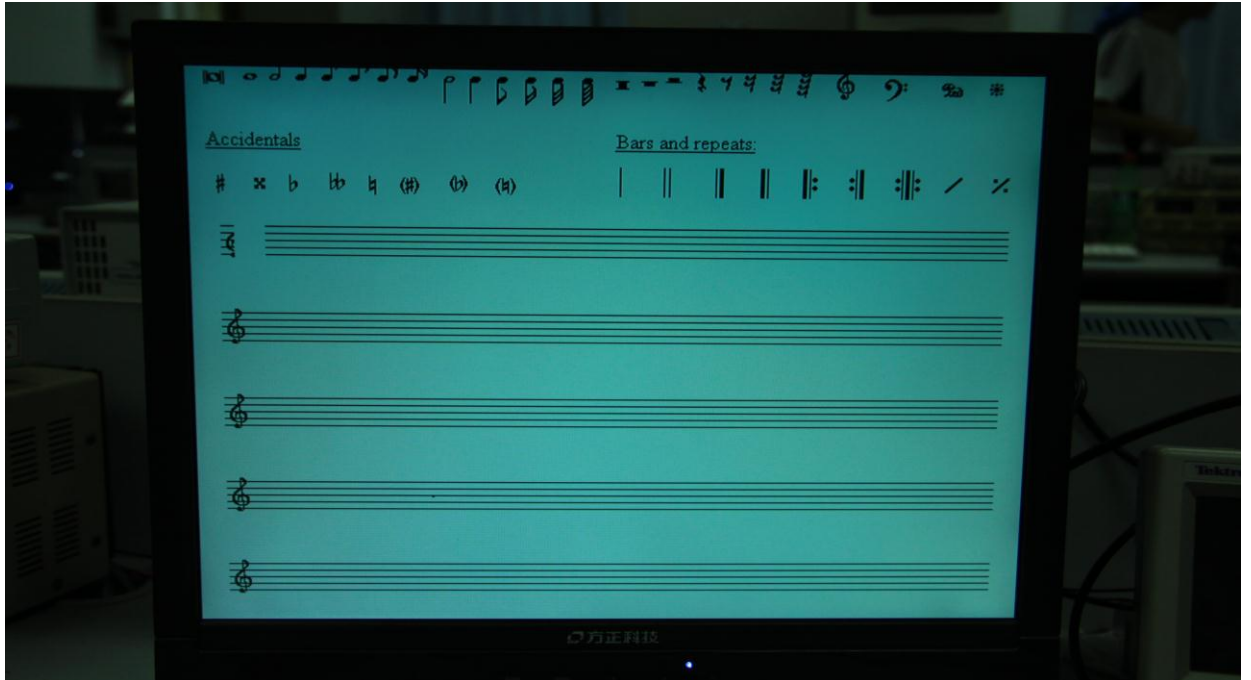 Accidentals
Bars and repeats:
方正科技